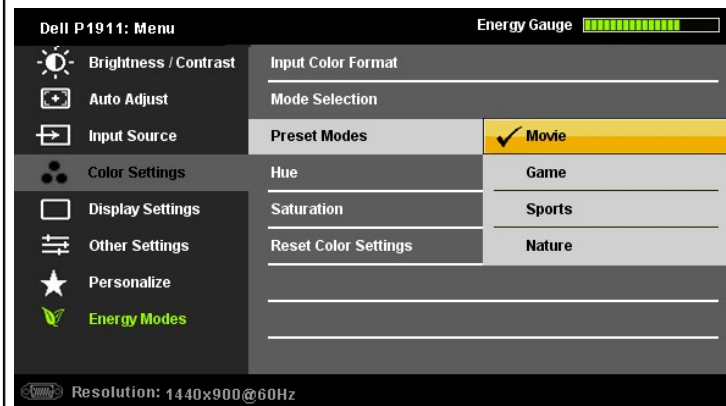 Dell P1911: Menu
Energy Gauge
Brightness / Contrast
Input Color Format
Auto Adjust
Mode Selection
Input Source
Preset Modes
Movie
Color Settings
Hue
Game
Display Settings
Saturation
Sports
Other Settings
Reset Color Settings
Nature
Personalize
Energy Modes
Resolution: 1440x900@60Hz